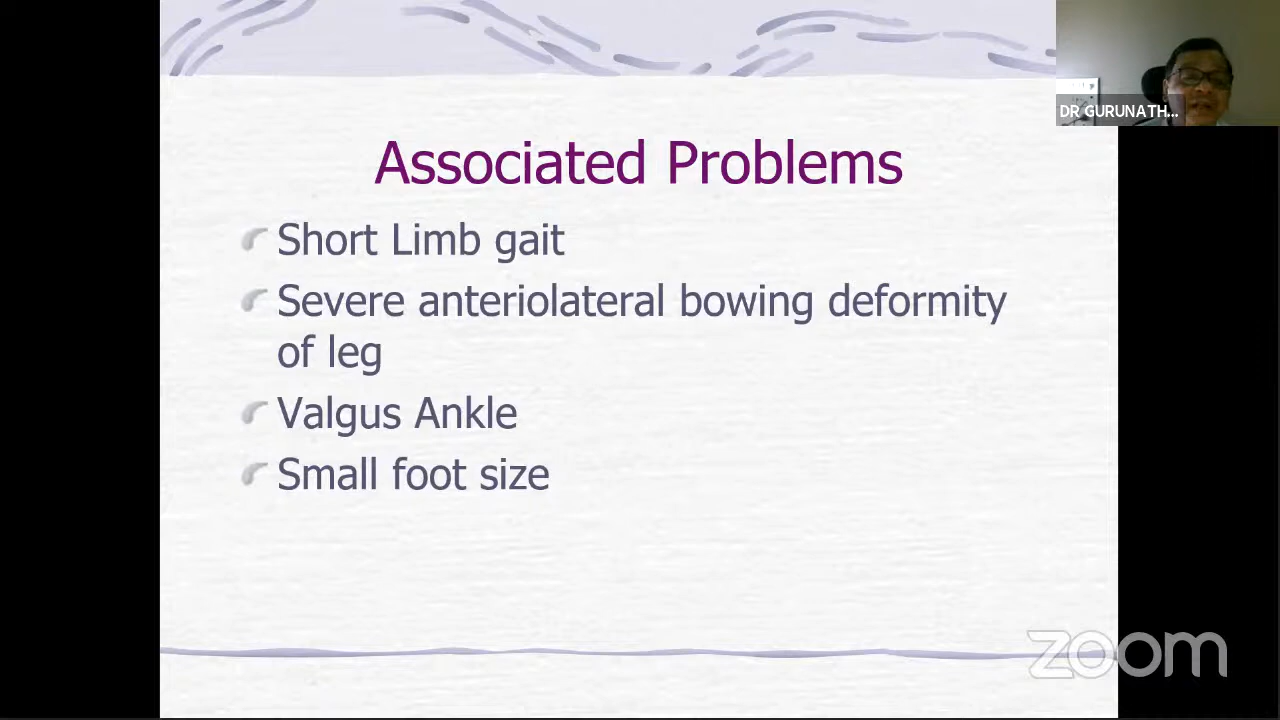 DR GURUNATH...
Associated Problems
Short Limb gait
Severe anteriolateral bowing deformity
of leg
Valgus Ankle
Small foot size
zoom